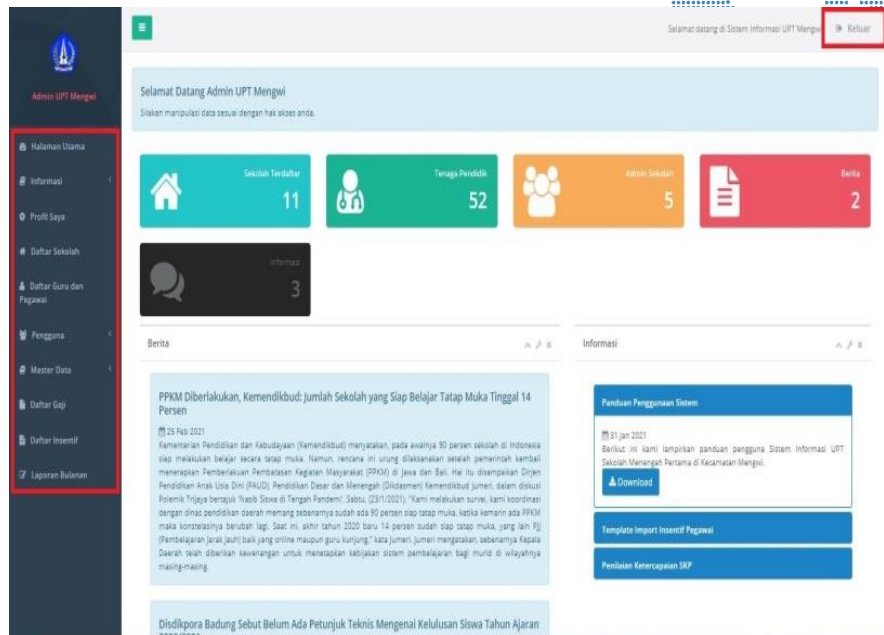 Selamat datang di Sistem Informasi UPT Mengwi
Keluar
Admin UPT Mengwi
Halaman Utama
Informasi
Profil Saya
Daftar Sekolah
Daftar Guru dan
Pegawai
Pengguna
Master Data
Daftar Gaji
Daftar Insentif
Laporan Bulanan
Selamat Datang Admin UPT Mengwi
Silakan manipulasi data sesuai dengan hak akses anda.
Sekolah Terdaftar
11
Tenaga Pendidik
52
Admin Sekolah
5
Berita
2
Informasi
3
Berita
PPKM Diberlakukan, Kemendikbud: Jumlah Sekolah yang Siap Belajar Tatap Muka Tinggal 14
Persen
25 Feb 2021
Kementerian Pendidikan dan Kebudayaan (Kemendikbud) menyatakan, pada awalnya 90 persen sekolah di Indonesia
siap melakukan belajar secara tatap muka. Namun, rencana ini urung dilaksanakan setelah pemerintah kembali
menerapkan Pemberlakuan Pembatasan Kegiatan Masyarakat (PPKM) di Jawa dan Bali. Hal itu disampaikan Dirjen
Pendidikan Anak Usia Dini (PAUD), Pendidikan Dasar dan Menengah (Dikdasmen) Kemendikbud Jumeri, dalam diskusi
Polemik Trijaya bertajuk 'Nasib Siswa di Tengah Pandemi', Sabtu, (23/1/2021). "Kami melakukan survei, kami koordinasi
dengan dinas pendidikan daerah memang sebenarnya sudah ada 90 persen siap tatap muka, ketika kemarin ada PPKM
maka konstelasinya berubah lagi. Saat ini, akhir tahun 2020 baru 14 persen sudah siap tatap muka, yang lain PJJ
(Pembelajaran Jarak Jauh) baik yang online maupun guru kunjung," kata Jumeri. Jumeri mengatakan, sebenarnya Kepala
Daerah telah diberikan kewenangan untuk menetapkan kebijakan sistem pembelajaran bagi murid di wilayahnya
masing-masing.
Disdikpora Badung Sebut Belum Ada Petunjuk Teknis Mengenai Kelulusan Siswa Tahun Ajaran
Informasi
Panduan Penggunaan Sistem
31 Jan 2021
Berikut ini kami lampirkan panduan pengguna Sistem Informasi UPT
Sekolah Menengah Pertama di Kecamatan Mengwi.
Download
Template Import Insentif Pegawai
Penilaian Ketercapaian SKP